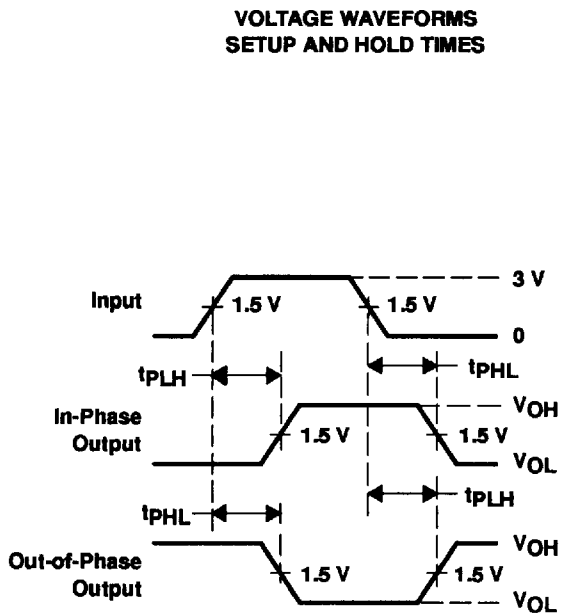 VOLTAGE WAVEFORMS
SETUP AND HOLD TIMES
3 V
Input
1.5 V
1.5 V
0
tPLH
tPHL
In-Phase
Output
VOH
1.5 V
1.5 V
VOL
tPHL
tPLH
Out-of-Phase
Output
VOH
1.5 V
1.5 V
VOL